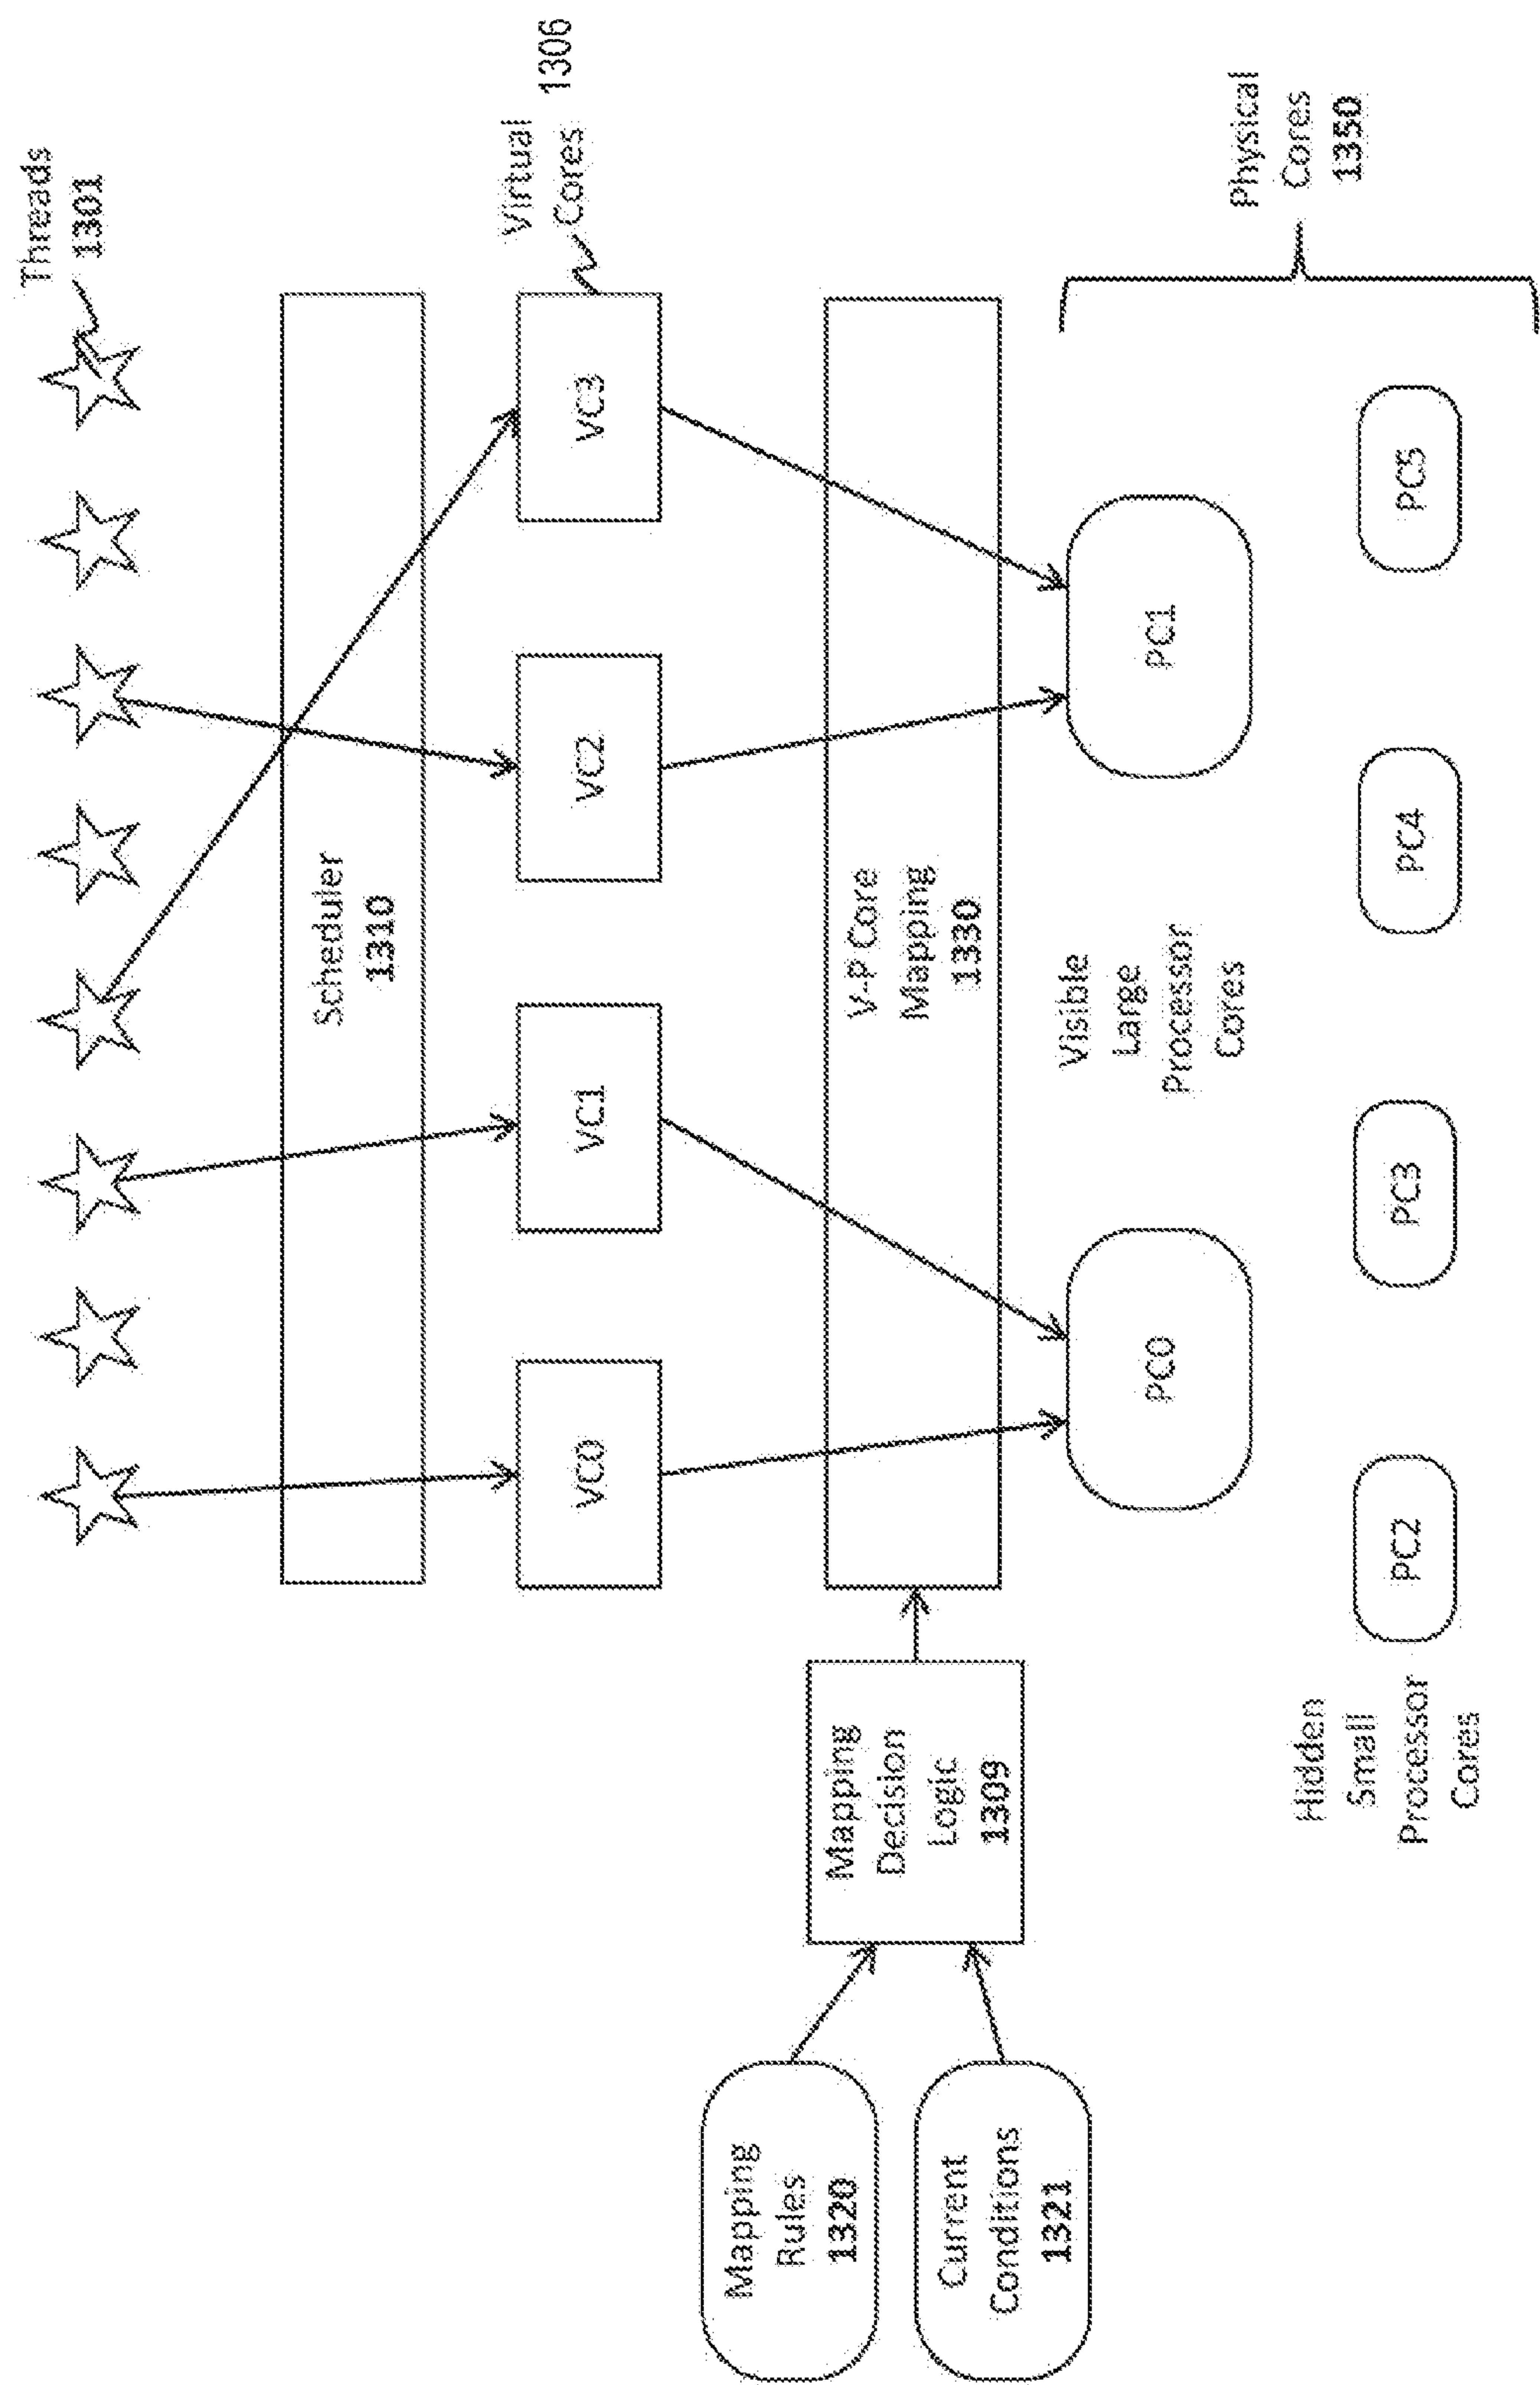 Threads
1301
Scheduler
1310
Virtual
Cores
1306
VC0
VC1
VC2
VC3
Mapping
Rules
1320
Current
Conditions
1321
Mapping
Decision
Logic
1309
V-P Core
Mapping
1330
PC0
Visible
Large
Processor
Cores
PC1
Physical
Cores
1350
Hidden
Small
Processor
Cores
PC2
PC3
PC4
PC5